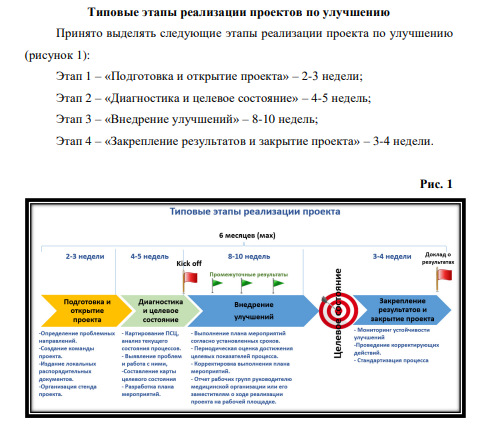 Типовые этапы реализации проектов по улучшению
Принято выделять следующие этапы реализации проекта по улучшению
(рисунок 1):
Этап 1 – «Подготовка и открытие проекта» – 2-3 недели;
Этап 2 – «Диагностика и целевое состояние» – 4-5 недель;
Этап 3 – «Внедрение улучшений» – 8-10 недель;
Этап 4 – «Закрепление результатов и закрытие проекта» – 3-4 недели.
Рис. 1
Типовые этапы реализации проекта
6 месяцев (мах)
2-3 недели
4-5 недель
8-10 недель
3-4 недели
Доклад о
результатах
Kick off
Промежуточные результаты
Подготовка и
открытие
проекта
Диагностика
и целевое
состояние
Внедрение
улучшений
Целевое состояние
Закрепление
результатов и
закрытие проекта
-Определение проблемных
направлений.
-Создание команды
проекта.
-Издание локальных
распорядительных
документов.
-Организация стенда
проекта.
- Картирование ПСЦ,
анализ текущего
состояния процессов.
- Выявление проблем
и работа с ними,
-Составление карты
целевого состояния
- Разработка плана
мероприятий.
- Выполнение плана мероприятий
согласно установленных сроков.
- Периодическая оценка достижения
целевых показателей процесса.
- Корректировка выполнения плана
мероприятий.
- Отчет рабочих групп руководителю
медицинской организации или его
заместителям о ходе реализации
проекта на рабочей площадке.
- Мониторинг устойчивости
улучшений
-Проведение корректирующих
действий.
- Стандартизация процесса